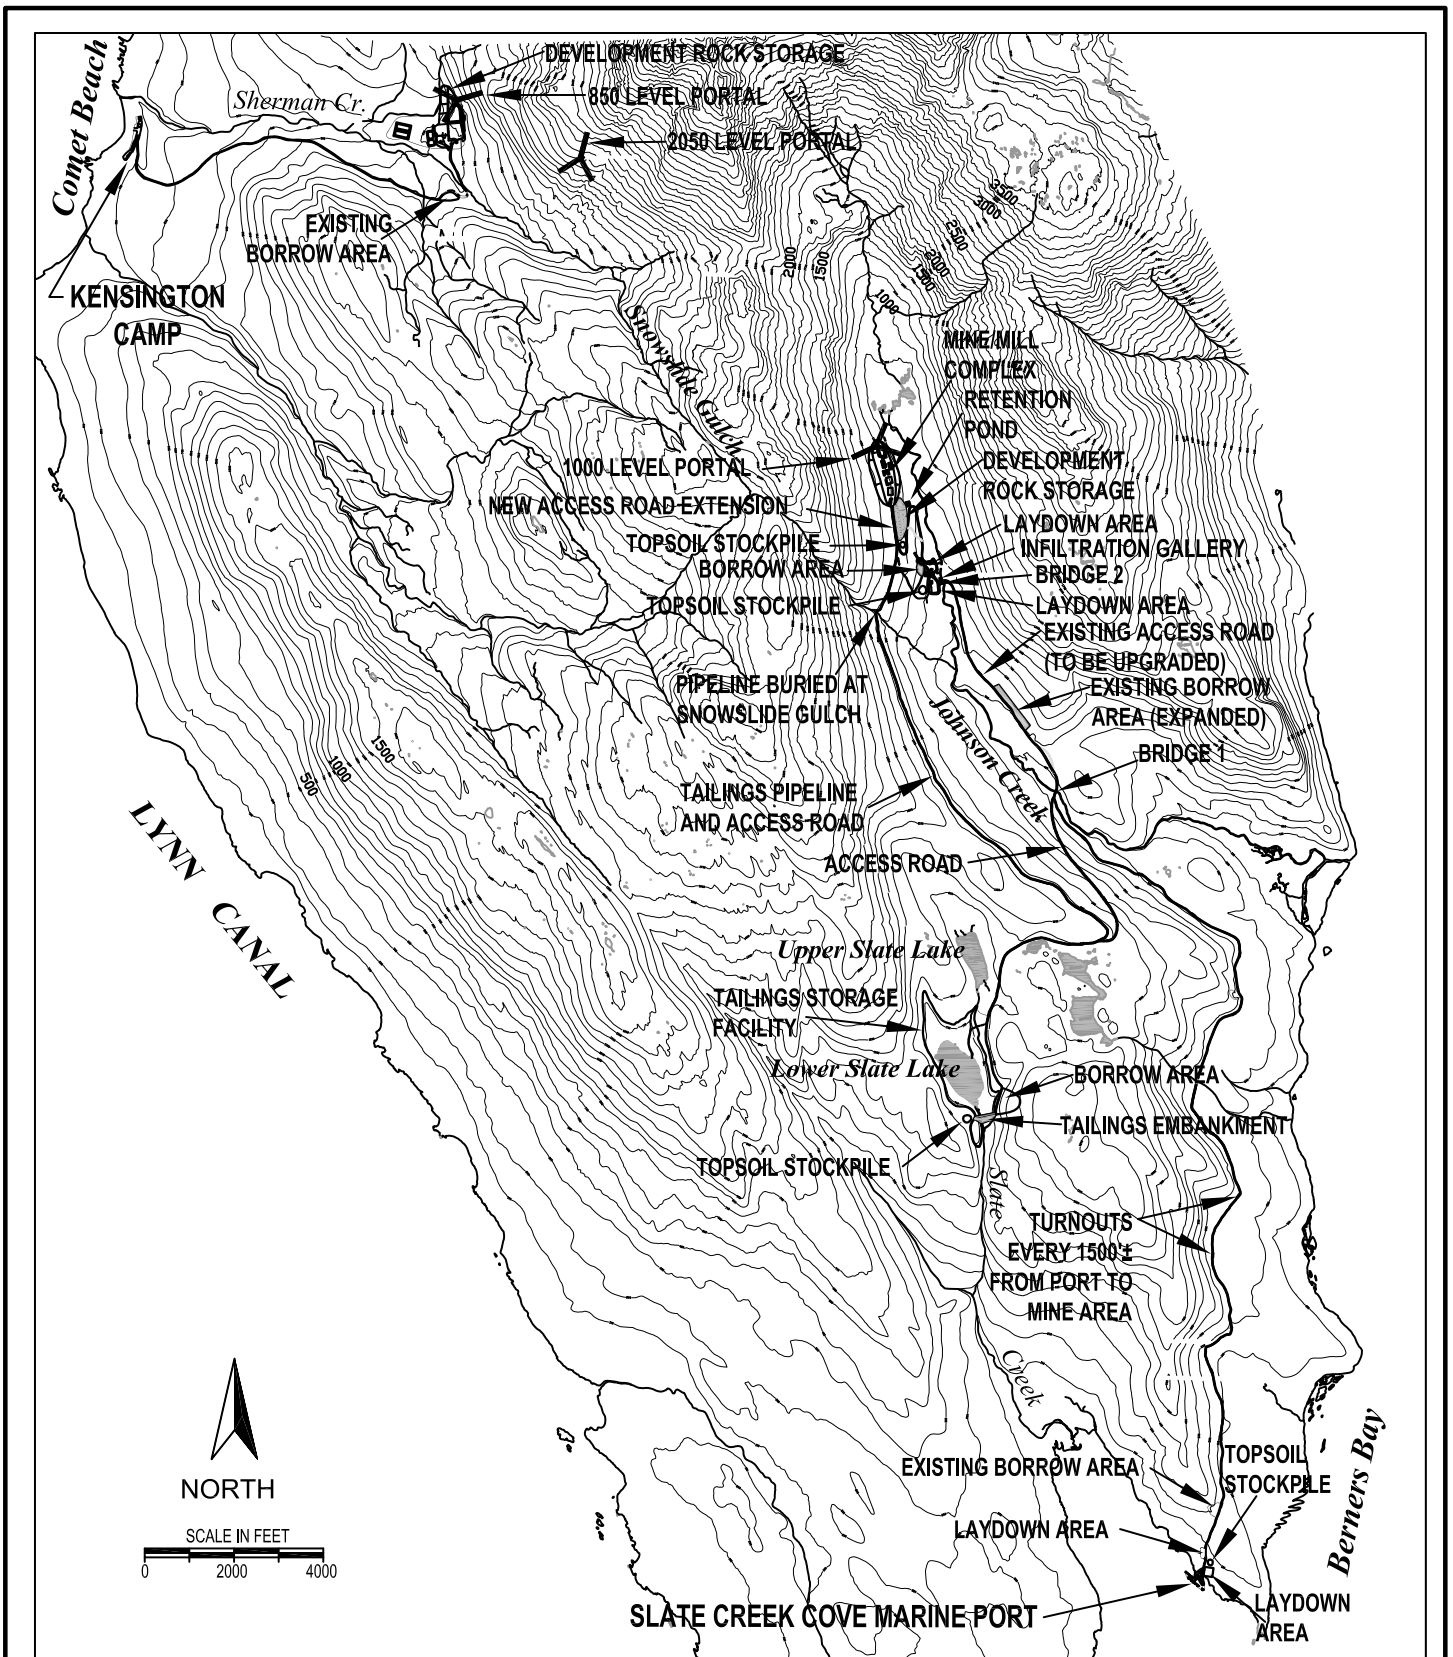 DEVELOPMENT ROCK STORAGE
850 LEVEL PORTAL
Sherman Cr.
2050 LEVEL PORTAL
Comet Beach
EXISTING
BORROW AREA
KENSINGTON
CAMP
3500
3000
2500
2000
1500
1000
2000
1500
Snowslide Gulch
MINE/MILL
COMPLEX
RETENTION
POND
1000 LEVEL PORTAL
DEVELOPMENT
ROCK STORAGE
NEW ACCESS ROAD EXTENSION
LAYDOWN AREA
TOPSOIL STOCKPILE
INFILTRATION GALLERY
BORROW AREA
BRIDGE 2
TOPSOIL STOCKPILE
LAYDOWN AREA
EXISTING ACCESS ROAD
(TO BE UPGRADED)
PIPELINE BURIED AT
SNOWSLIDE GULCH
EXISTING BORROW
AREA (EXPANDED)
Johnson Creek
BRIDGE 1
1500
1000
500
TAILINGS PIPELINE
AND ACCESS ROAD
ACCESS ROAD
LYNN CANAL
Upper Slate Lake
TAILINGS STORAGE
FACILITY
Lower Slate Lake
BORROW AREA
TAILINGS EMBANKMENT
TOPSOIL STOCKPILE
Slate
Creek
TURNOUTS
EVERY 1500'±
FROM PORT TO
MINE AREA
NORTH
SCALE IN FEET
0 2000 4000
EXISTING BORROW AREA
TOPSOIL
STOCKPILE
Berners Bay
LAYDOWN AREA
SLATE CREEK COVE MARINE PORT
LAYDOWN
AREA